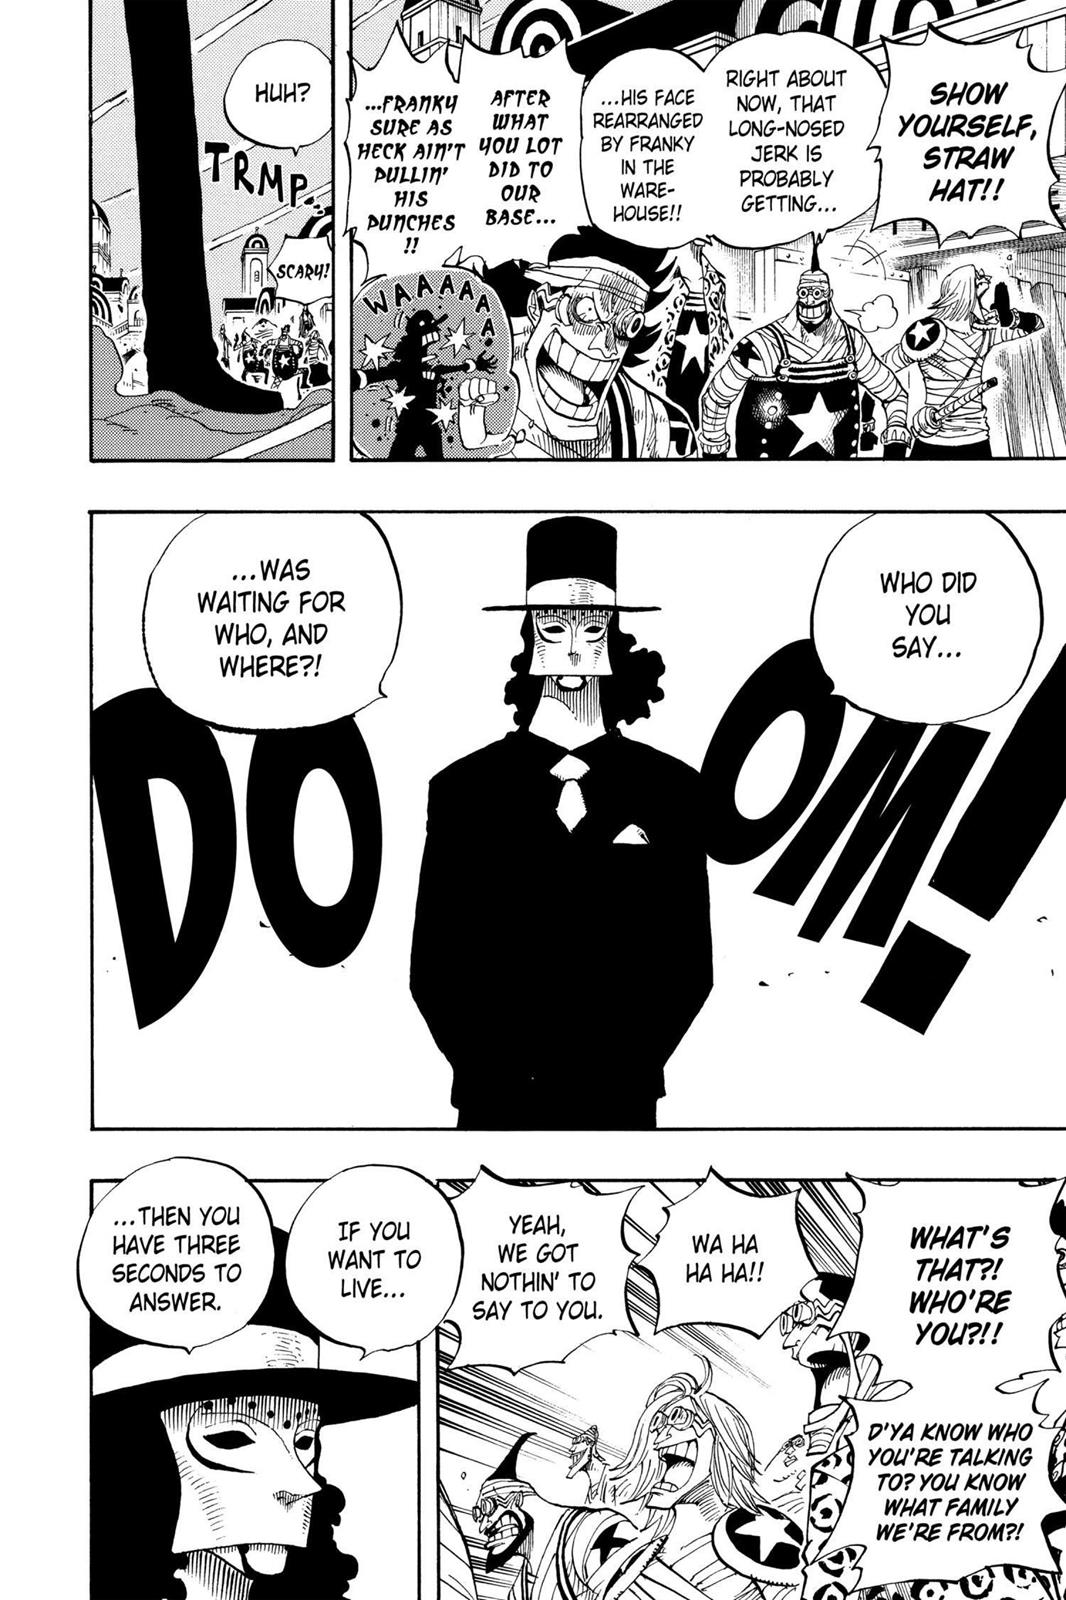 SHOW
YOURSELF,
STRAW
HAT!!
RIGHT ABOUT
NOW, THAT
LONG-NOSED
JERK IS
PROBABLY
GETTING...
...HIS FACE
REARRANGED
BY FRANKY
IN THE
WARE-
HOUSE!!
AFTER
WHAT
YOU LOT
DID TO
OUR
BASE...
...FRANKY
SURE AS
HECK AIN'T
PULLIN'
HIS
PUNCHES
!!
WAAAAAA
HUH?
TRMP
SCARY!
WHO DID
YOU
SAY...
...WAS
WAITING FOR
WHO, AND
WHERE?!
DOOM!
WHAT'S
THAT?!
WHO'RE
YOU?!!
D'YA KNOW WHO
YOU'RE TALKING
TO? YOU KNOW
WHAT FAMILY
WE'RE FROM?!
WA HA
HA HA!!
YEAH,
WE GOT
NOTHIN' TO
SAY TO YOU.
IF YOU
WANT TO
LIVE...
...THEN YOU
HAVE THREE
SECONDS TO
ANSWER.